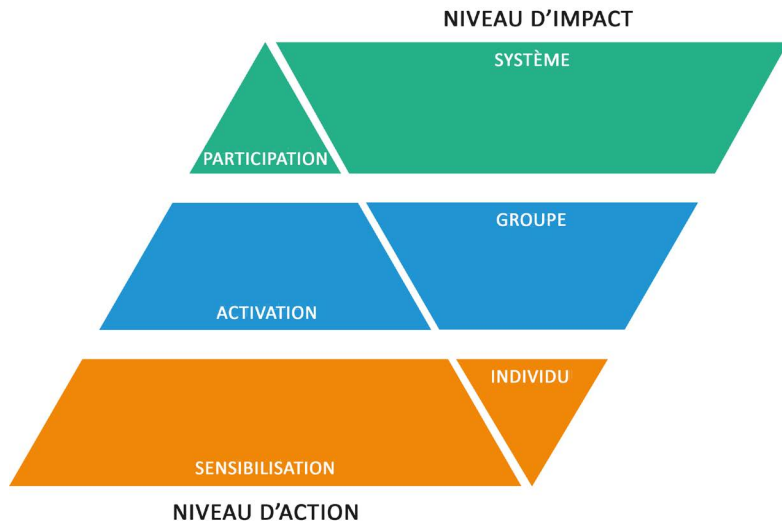 NIVEAU D'IMPACT
SYSTÈME
PARTICIPATION
GROUPE
ACTIVATION
INDIVIDU
SENSIBILISATION
NIVEAU D'ACTION